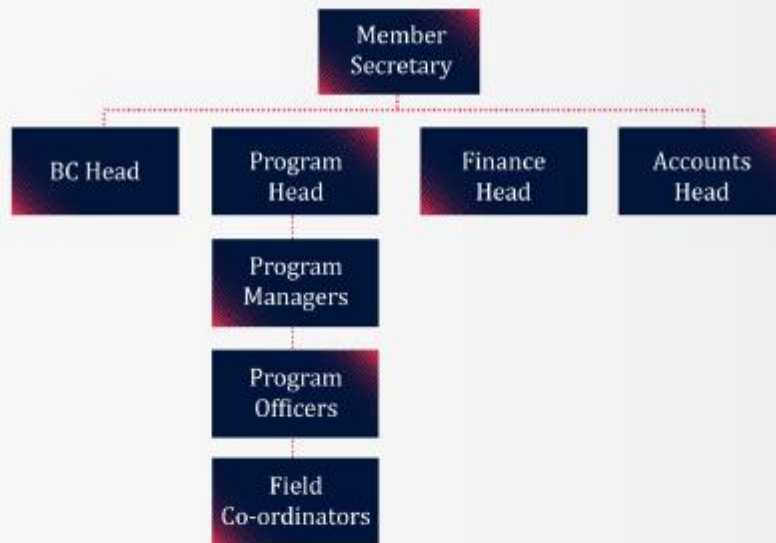 Member
Secretary
BC Head
Program
Head
Finance
Head
Accounts
Head
Program
Managers
Program
Officers
Field
Co-ordinators